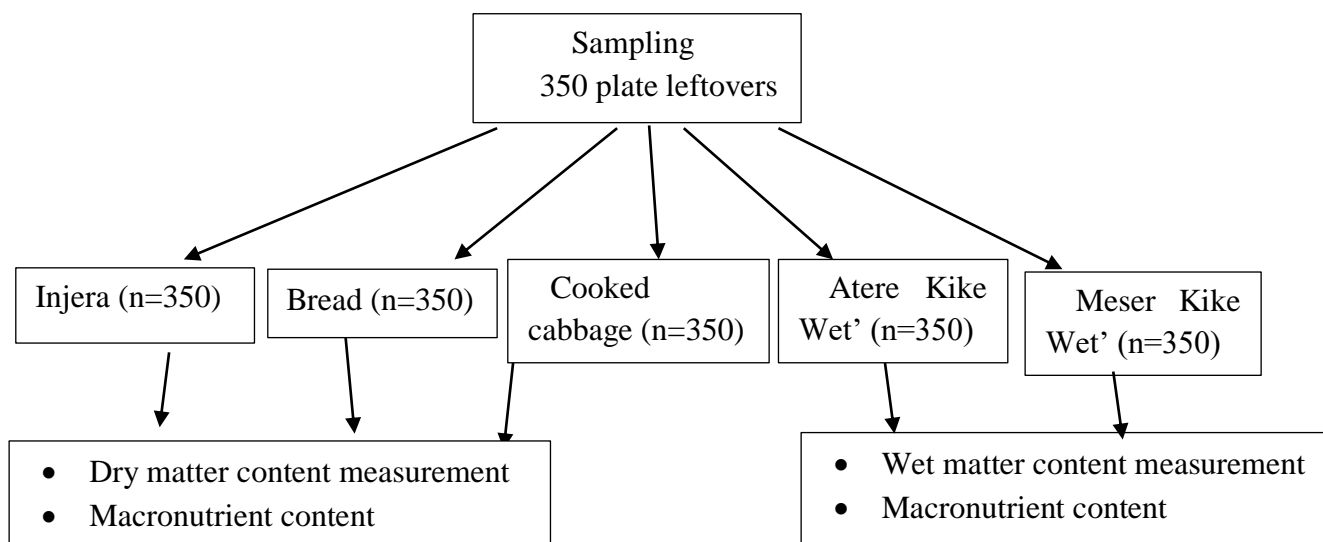 Sampling
350 plate leftovers
Injera (n=350)
Bread (n=350)
Cooked
cabbage (n=350)
Atere Kike
Wet’ (n=350)
Meser Kike
Wet’ (n=350)
• Dry matter content measurement
• Macronutrient content
• Wet matter content measurement
• Macronutrient content